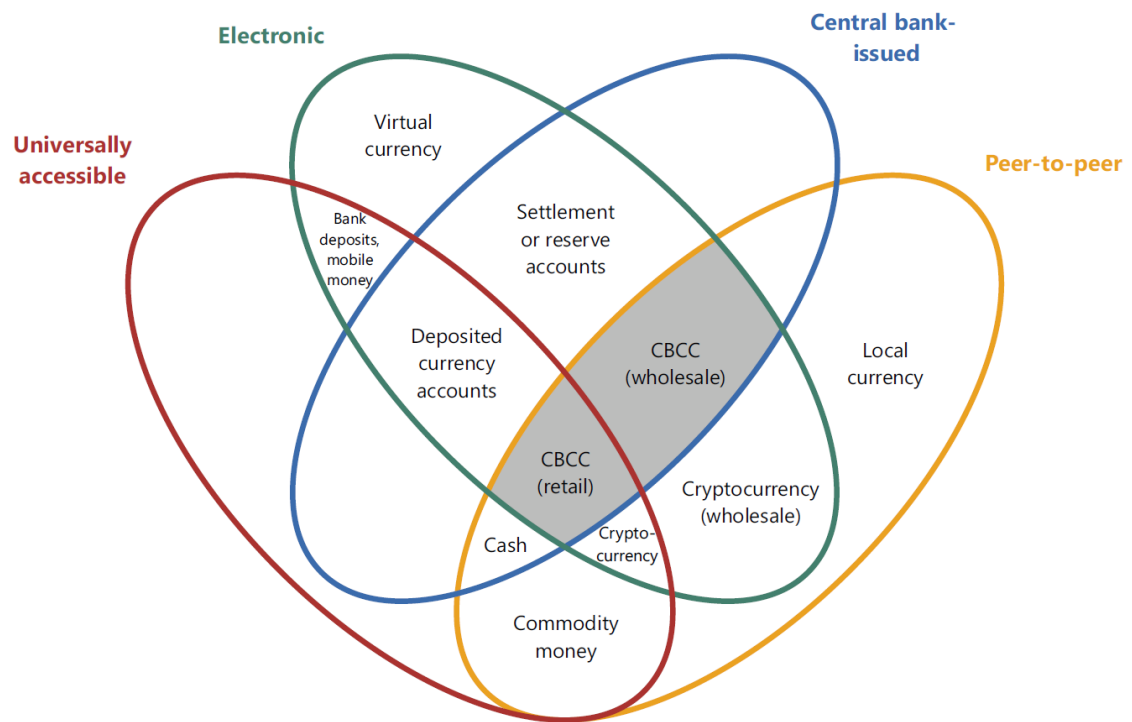 Electronic
Central bank-
issued
Universally
accessible
Peer-to-peer
Virtual
currency
Bank
deposits,
mobile
money
Settlement
or reserve
accounts
Deposited
currency
accounts
CBCC
(wholesale)
Local
currency
CBCC
(retail)
Cryptocurrency
(wholesale)
Cash
Crypto-
currency
Commodity
money